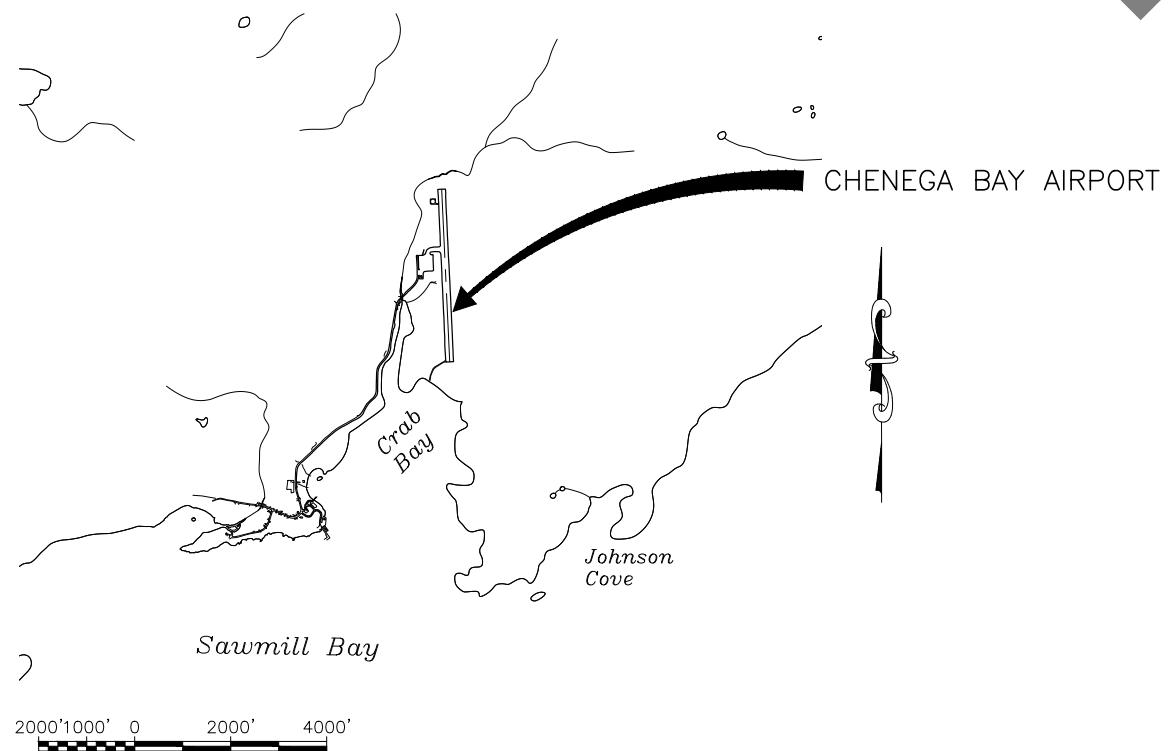 CHENEGA BAY AIRPORT
Crab
Bay
Johnson
Cove
Sawmill Bay
2000' 1000' 0 2000' 4000'